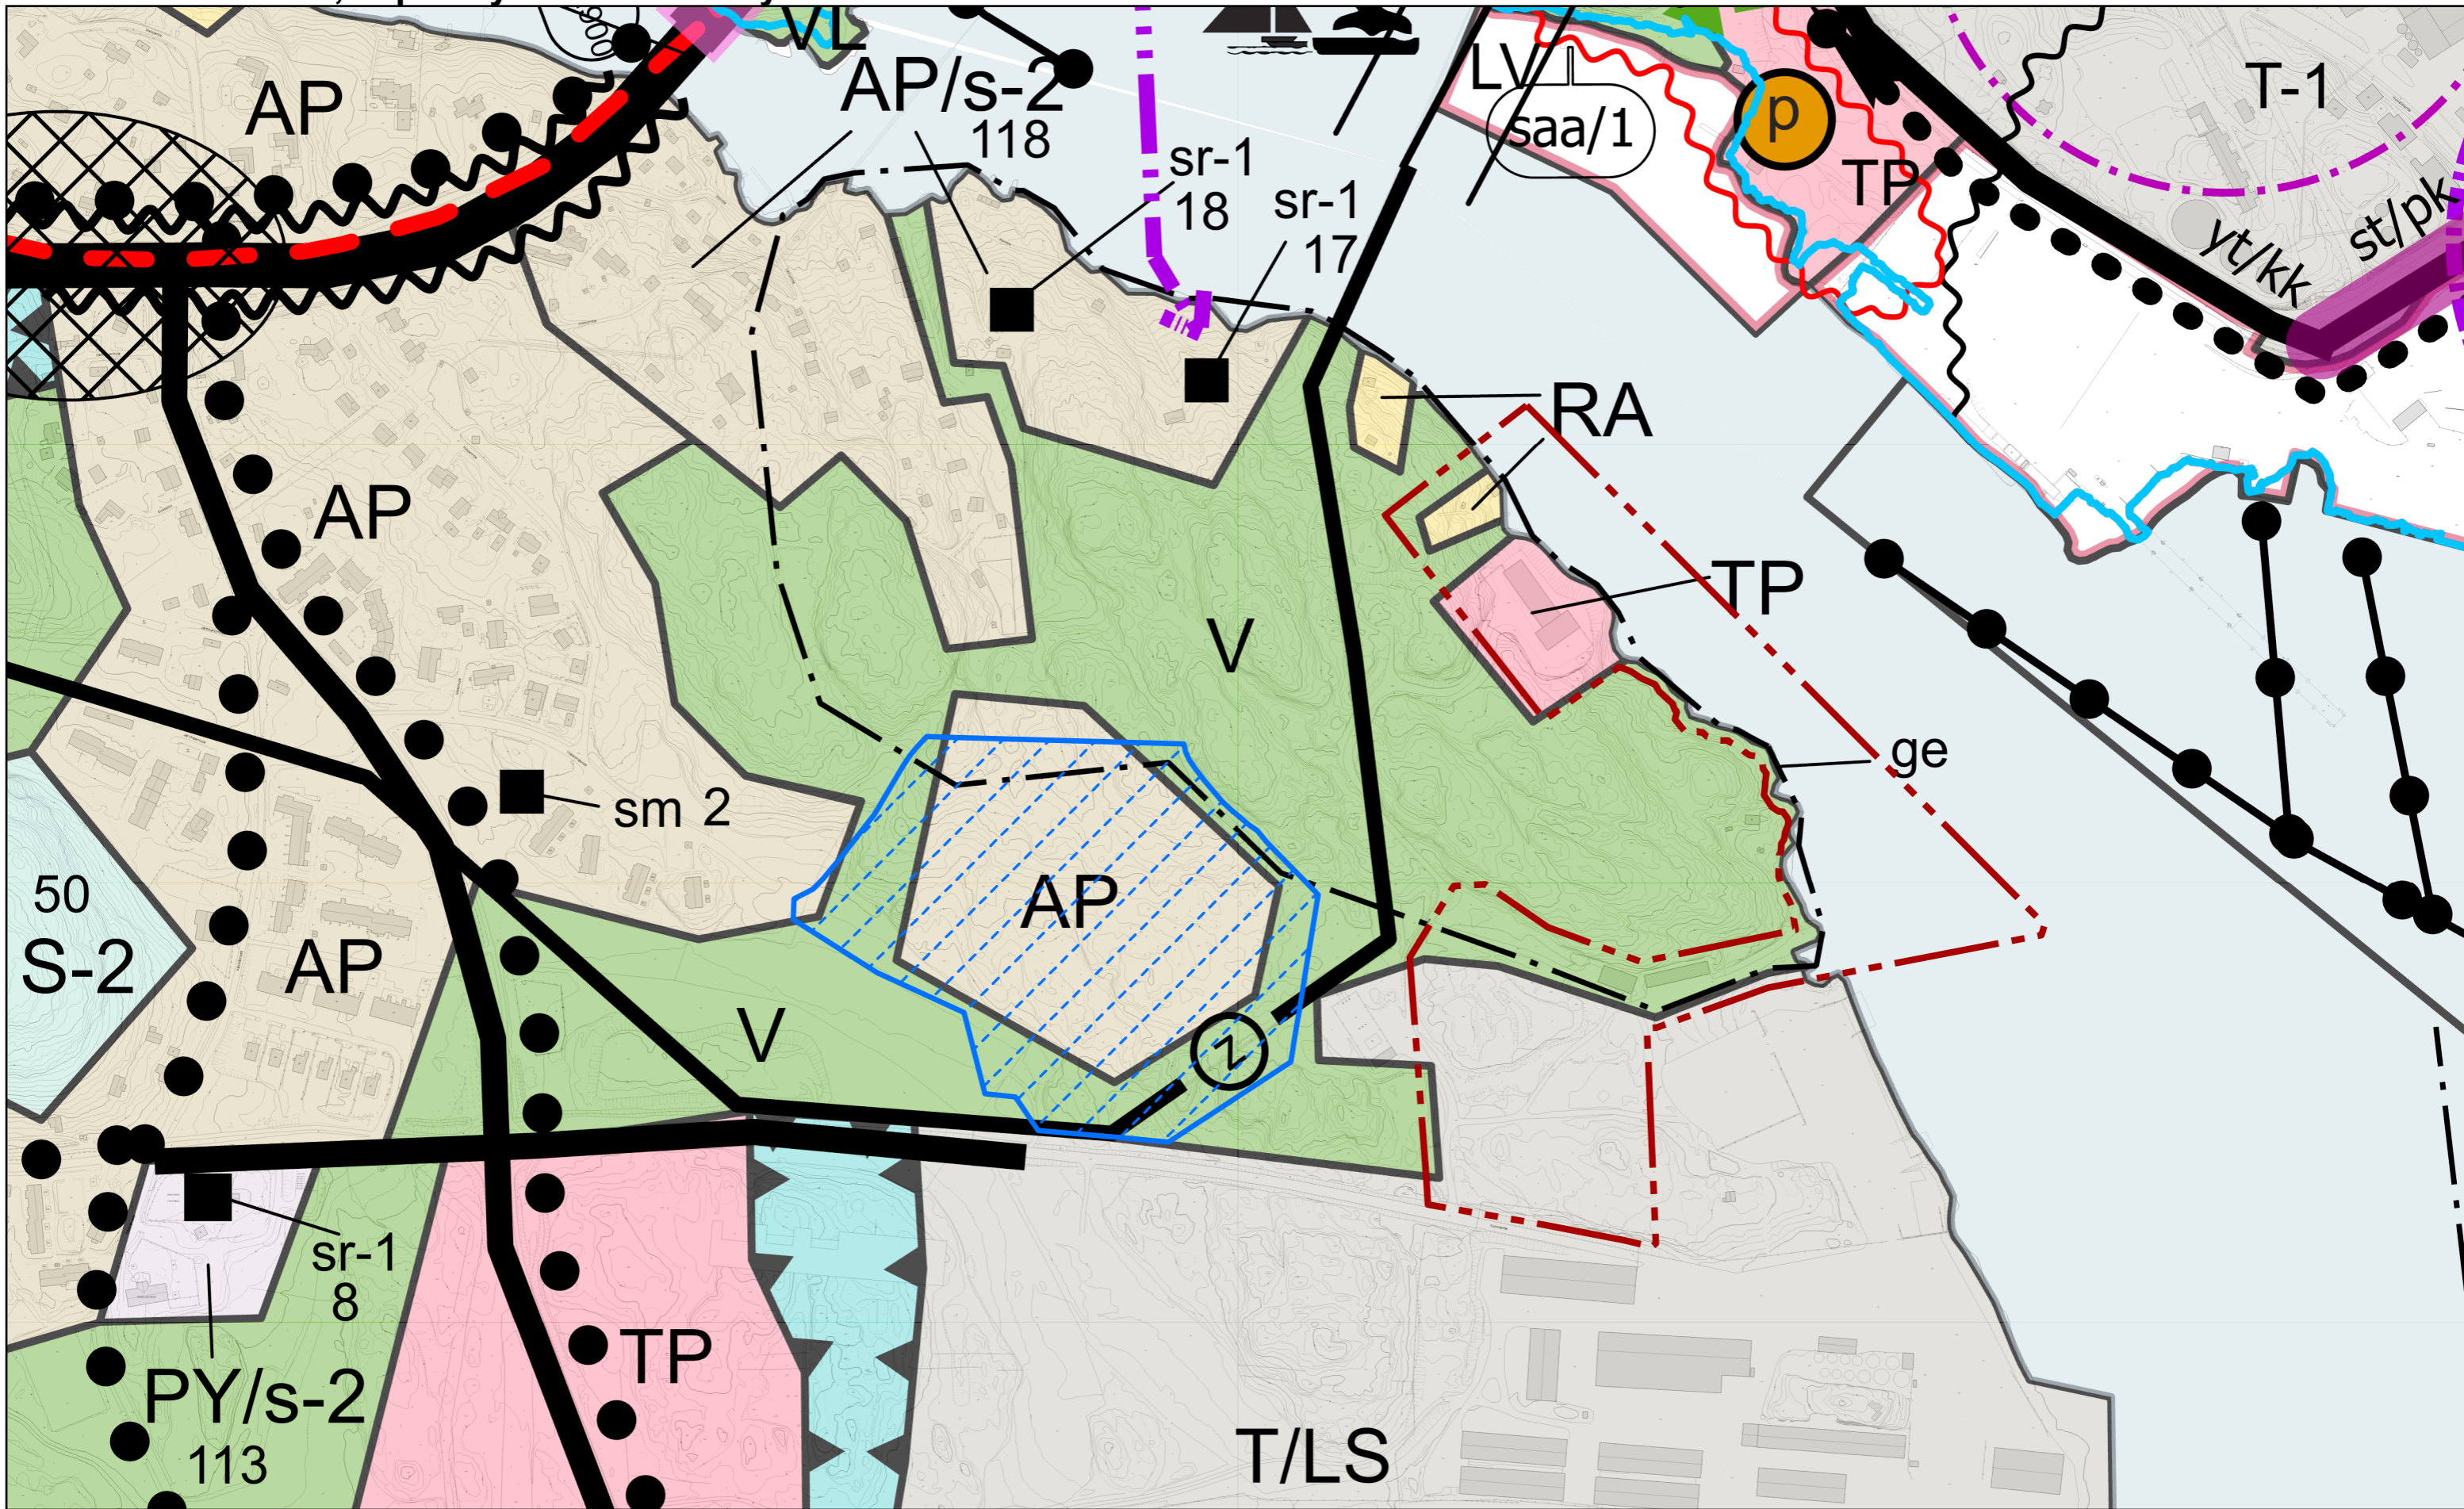 900
VL
AP
AP/s-2
118
sr-1
18
sr-1
17
LV
saa/1
p
TP
T-1
yt/kk
st/pk
RA
AP
TP
V
ge
sm 2
50
S-2
AP
AP
V
Z
sr-1
8
PY/s-2
113
TP
T/LS